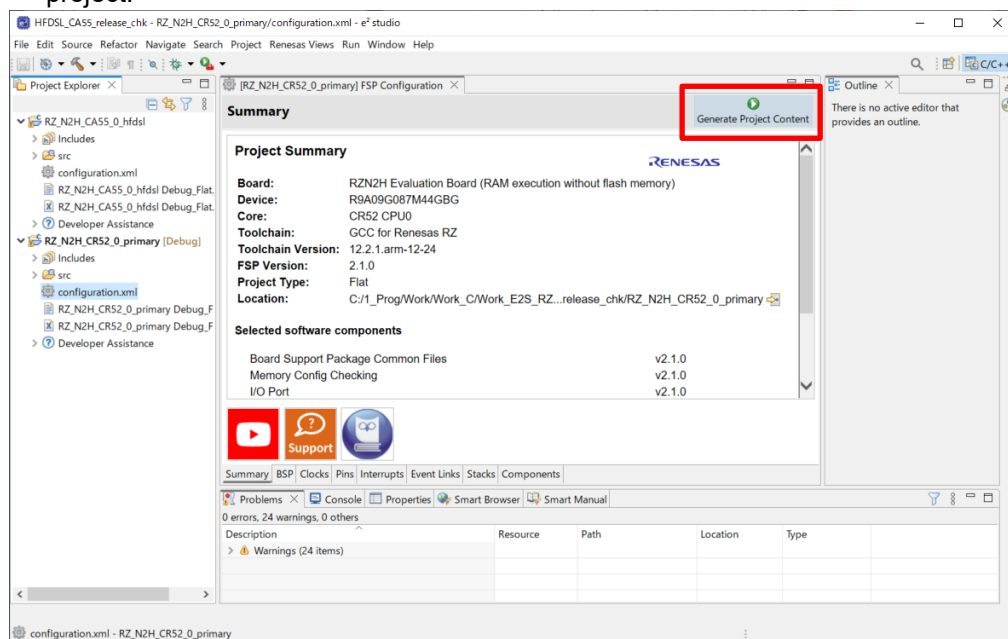 project.
HFDSL_CA55_release_chk - RZ_N2H_CR52_0_primary/configuration.xml - e² studio
File Edit Source Refactor Navigate Search Project Renesas Views Run Window Help
C/C++
Project Explorer
RZ_N2H_CA55_0_hfdsl
Includes
src
configuration.xml
RZ_N2H_CA55_0_hfdsl Debug_Flat.
RZ_N2H_CA55_0_hfdsl Debug_Flat.
Developer Assistance
RZ_N2H_CR52_0_primary [Debug]
Includes
src
configuration.xml
RZ_N2H_CR52_0_primary Debug_F
RZ_N2H_CR52_0_primary Debug_F
Developer Assistance
[RZ_N2H_CR52_0_primary] FSP Configuration
Summary
Generate Project Content
Project Summary
RENESAS
Board: RZN2H Evaluation Board (RAM execution without flash memory)
Device: R9A09G087M44GBG
Core: CR52 CPU0
Toolchain: GCC for Renesas RZ
Toolchain Version: 12.2.1.arm-12-24
FSP Version: 2.1.0
Project Type: Flat
Location: C:/1_Prog/Work/Work_C/Work_E2S_RZ...release_chk/RZ_N2H_CR52_0_primary
Selected software components
Board Support Package Common Files v2.1.0
Memory Config Checking v2.1.0
I/O Port v2.1.0
Support
Summary BSP Clocks Pins Interrupts Event Links Stacks Components
Outline
There is no active editor that
provides an outline.
Problems Console Properties Smart Browser Smart Manual
0 errors, 24 warnings, 0 others
Description Resource Path Location Type
Warnings (24 items)
configuration.xml - RZ_N2H_CR52_0_primary